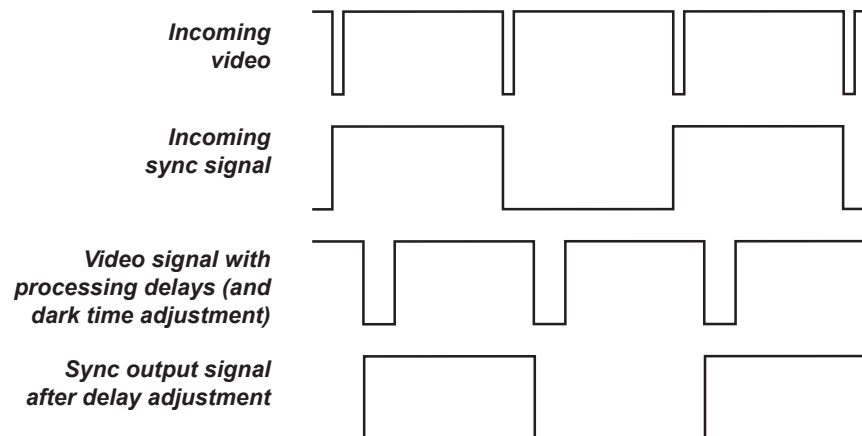 Incoming
video
Incoming
sync signal
Video signal with
processing delays (and
dark time adjustment)
Sync output signal
after delay adjustment